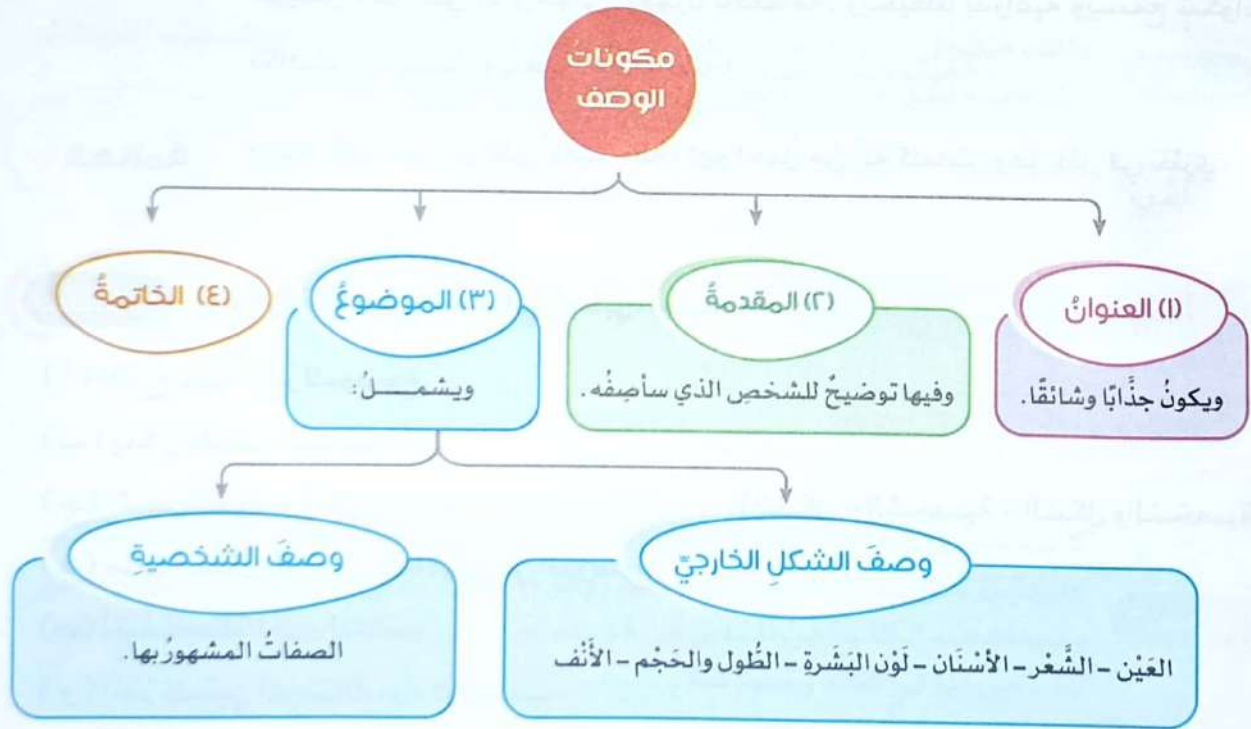 مكونات
الوصف
(١) العنوانُ
ويكونُ جذَّابًا وشائقًا.
(٢) المقدمةُ
وفيها توضيحٌ للشخصِ الذي سأصِفُه.
(٣) الموضوعُ
ويشمـــلُ:
(٤) الخاتمةُ
وصفَ الشكلِ الخارجيِّ
العَيْن – الشَّعْر – الأسْنَان – لَوْن البَشَرةِ – الطُّول والحَجْم – الأَنْف
وصفَ الشخصيةِ
الصفاتُ المشهورُ بها.